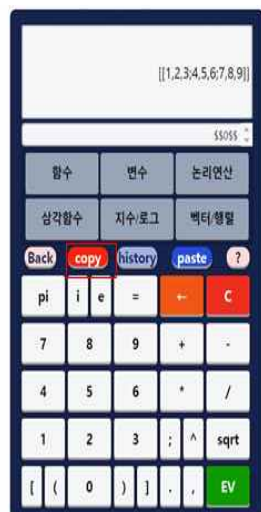 [[1,2,3;4,5,6;7,8,9]]
$$0$$
함수 변수 논리연산
삼각함수 지수/로그 벡터/행렬
Back copy history paste ?
pi i e = ← C
7 8 9 + -
4 5 6 * /
1 2 3 ; ^ sqrt
[ ( 0 ) ] . , EV